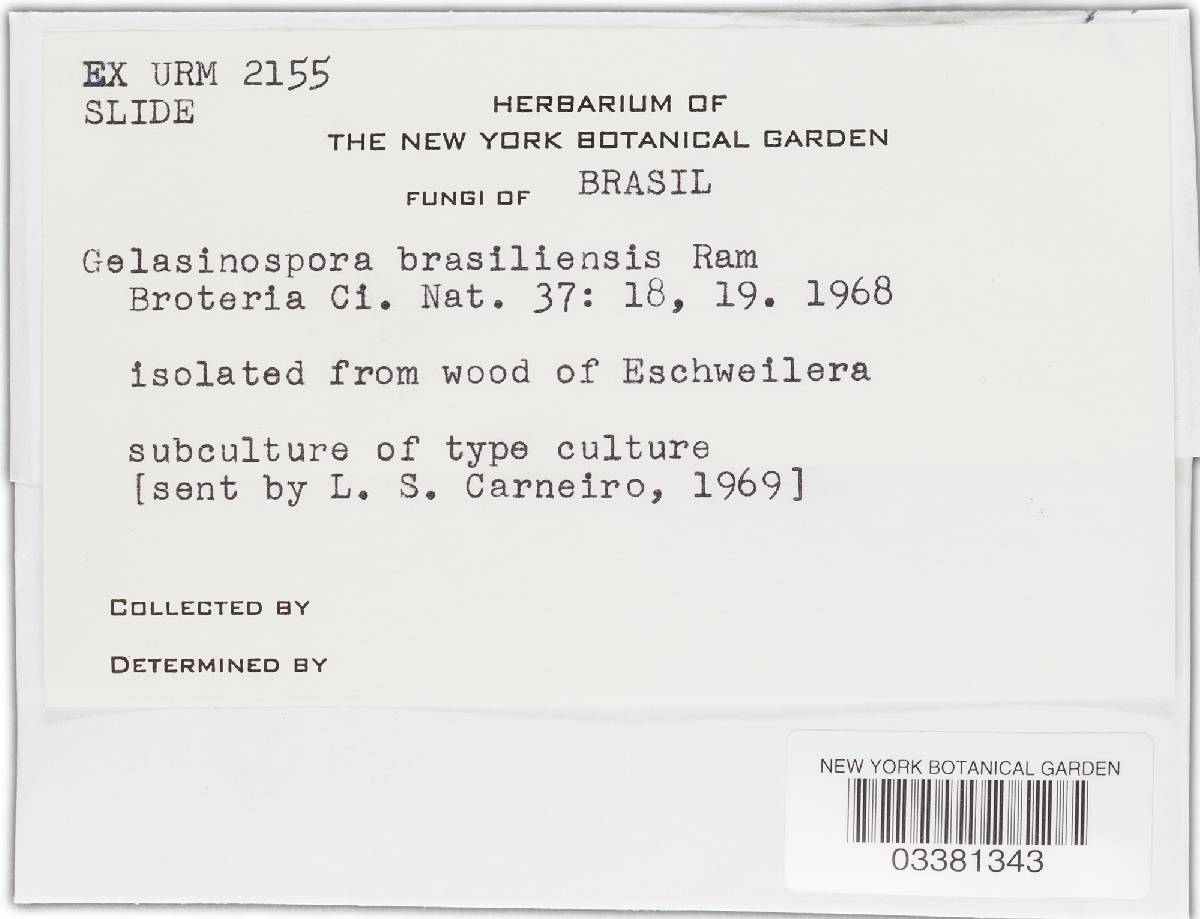 EX URM 2155
SLIDE
HERBARIUM OF
THE NEW YORK BOTANICAL GARDEN
FUNGI OF BRASIL
Gelasinospora brasiliensis Ram
Broteria Ci. Nat. 37: 18, 19. 1968
isolated from wood of Eschweilera
subculture of type culture
[sent by L. S. Carneiro, 1969]
COLLECTED BY
DETERMINED BY
NEW YORK BOTANICAL GARDEN
03381343